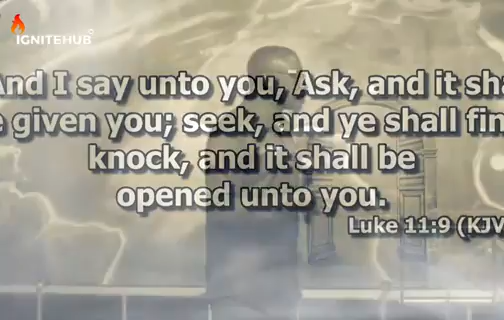 IGNITEHUB
And I say unto you, Ask, and it sha
e given you; seek, and ye shall fin
knock, and it shall be
opened unto you.
Luke 11:9 (KJV